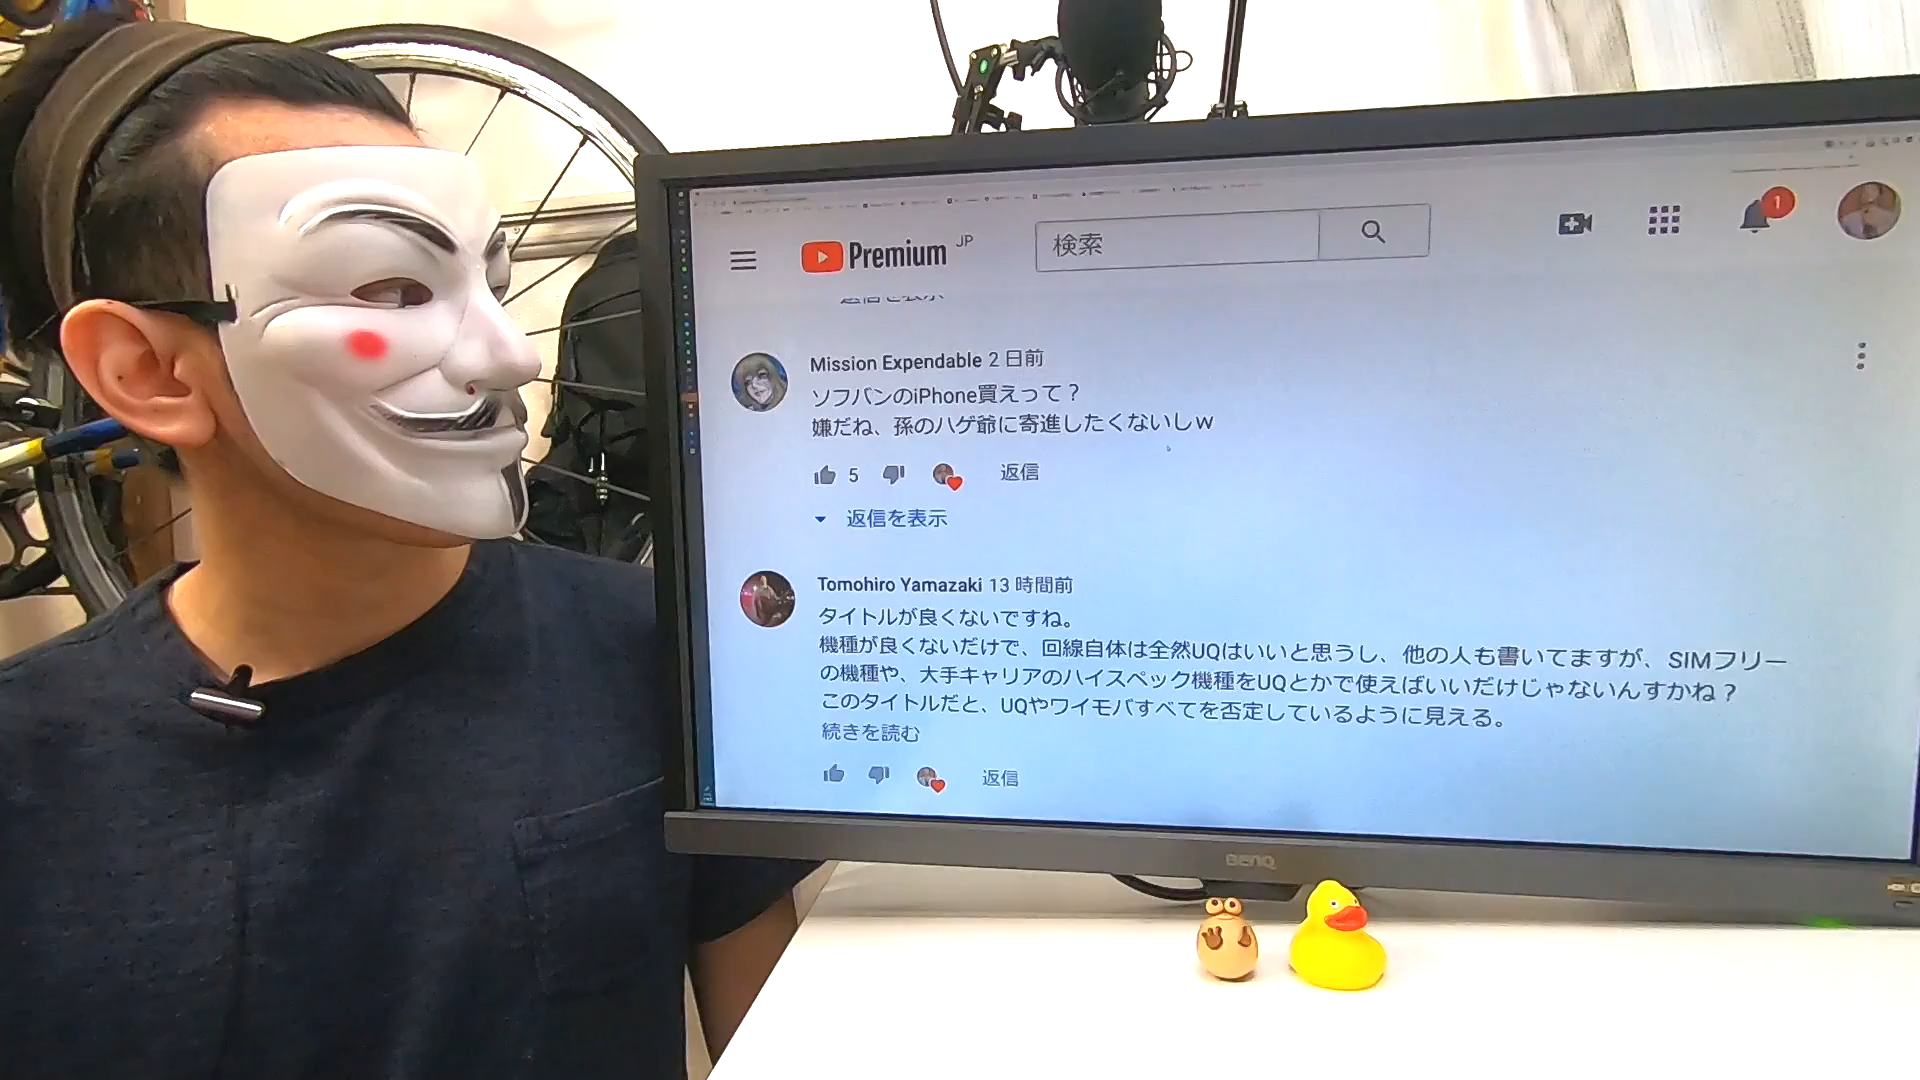 Premium JP
検索
1
返信を表示
Mission Expendable 2 日前
ソフバンのiPhone買えって？
嫌だね、孫のハゲ爺に寄進したくないしｗ
5
返信
返信を表示
Tomohiro Yamazaki 13 時間前
タイトルが良くないですね。
機種が良くないだけで、回線自体は全然UQはいいと思うし、他の人も書いてますが、SIMフリー
の機種や、大手キャリアのハイスペック機種をUQとかで使えばいいだけじゃないんすかね？
このタイトルだと、UQやワイモバすべてを否定しているように見える。
続きを読む
返信
BenQ